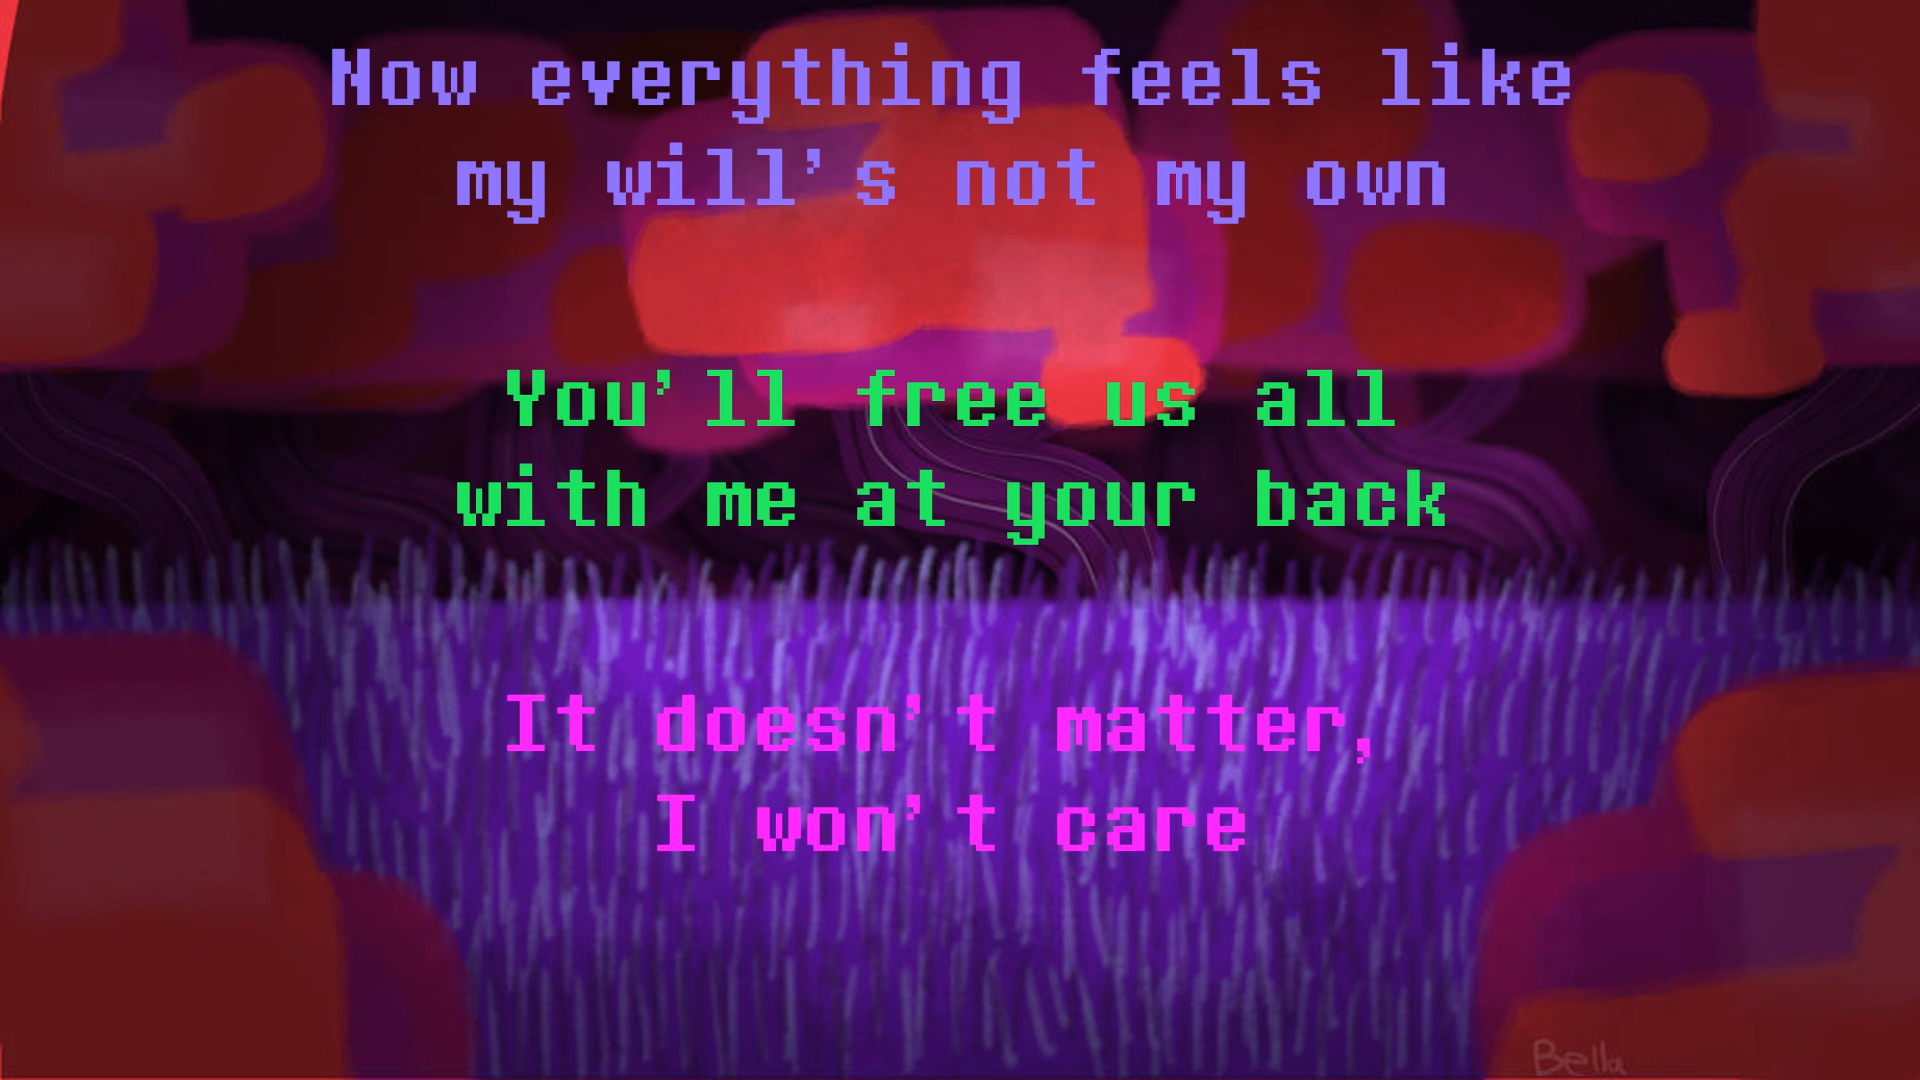 Now everything feels like
my will's not my own
You'll free us all
with me at your back
It doesn't matter,
I won't care
Bella